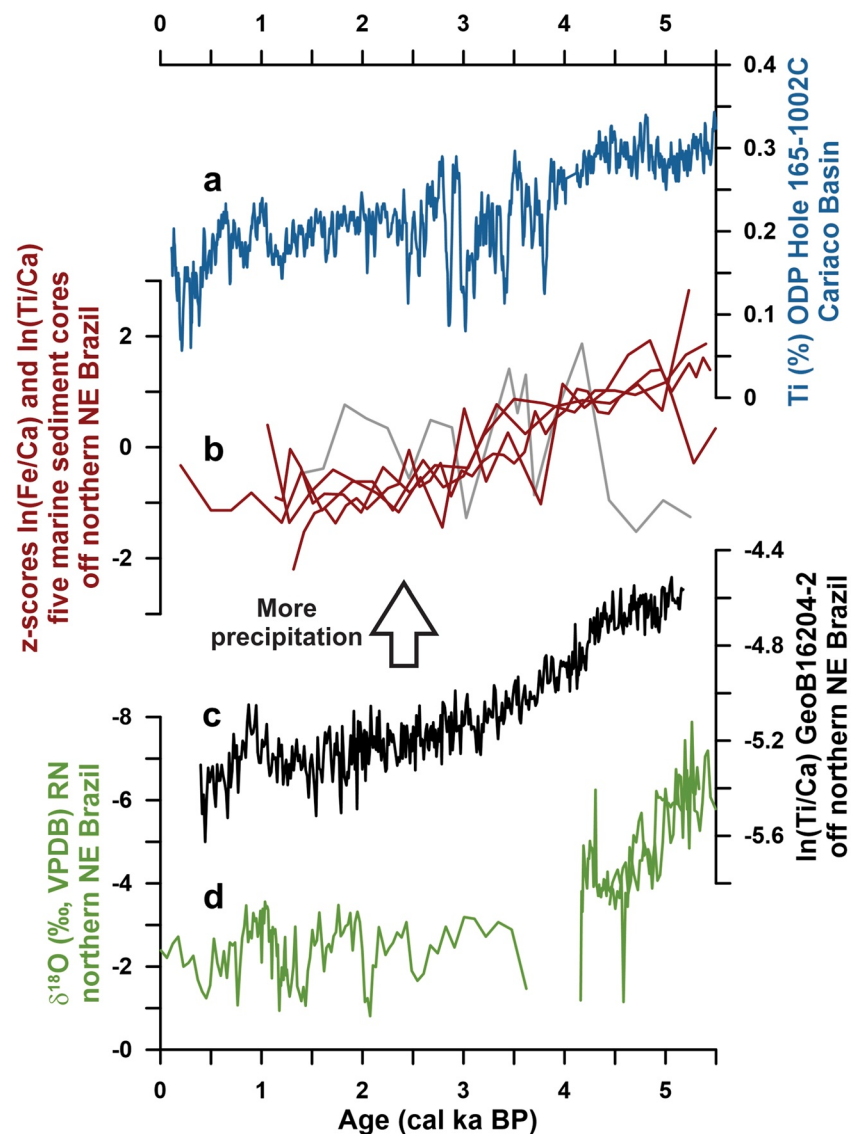 0 1 2 3 4 5
0.4
0.3
0.2
0.1
0
Ti (%) ODP Hole 165-1002C
Cariaco Basin
a
z-scores ln(Fe/Ca) and ln(Ti/Ca)
five marine sediment cores
off northern NE Brazil
2
0
-2
b
More
precipitation
-4.4
-4.8
-5.2
-5.6
ln(Ti/Ca) GeoB16204-2
off northern NE Brazil
c
-8
-6
-4
-2
-0
δ¹⁸O (‰, VPDB) RN
northern NE Brazil
d
0 1 2 3 4 5
Age (cal ka BP)